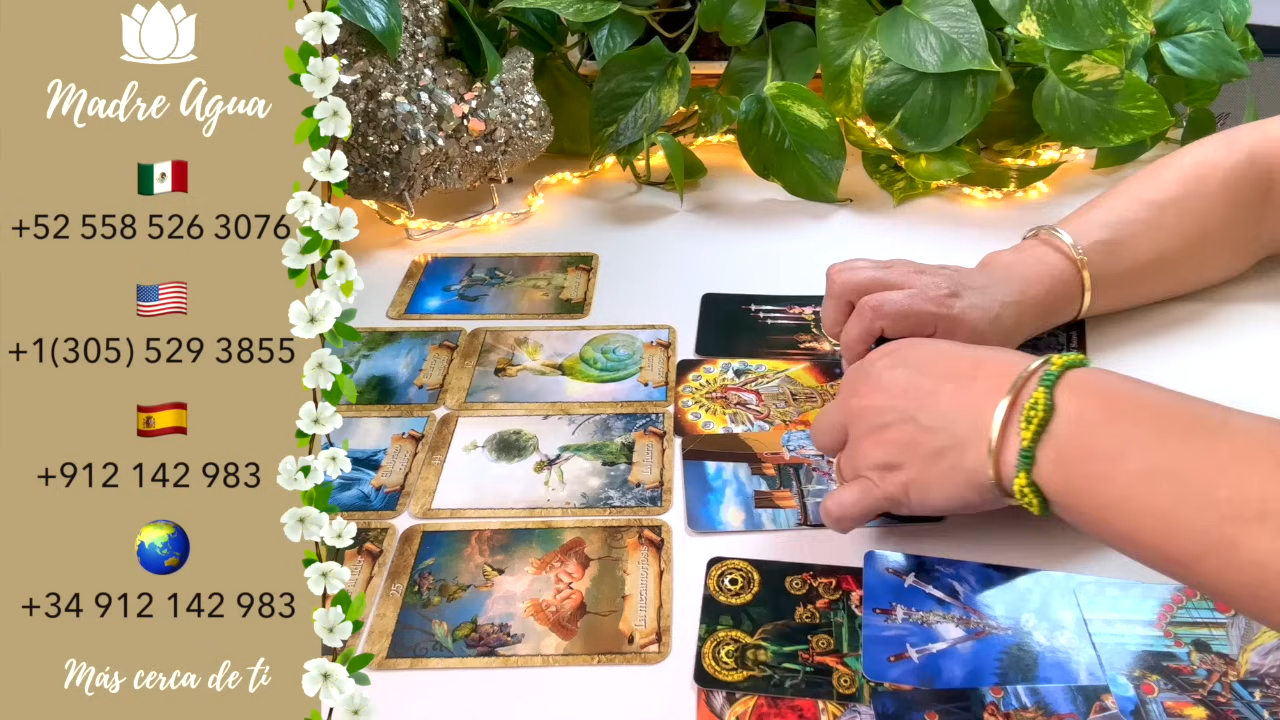 Madre Agua
+52 558 526 3076
+1(305) 529 3855
+912 142 983
+34 912 142 983
Más cerca de ti
25
La metamorfosis